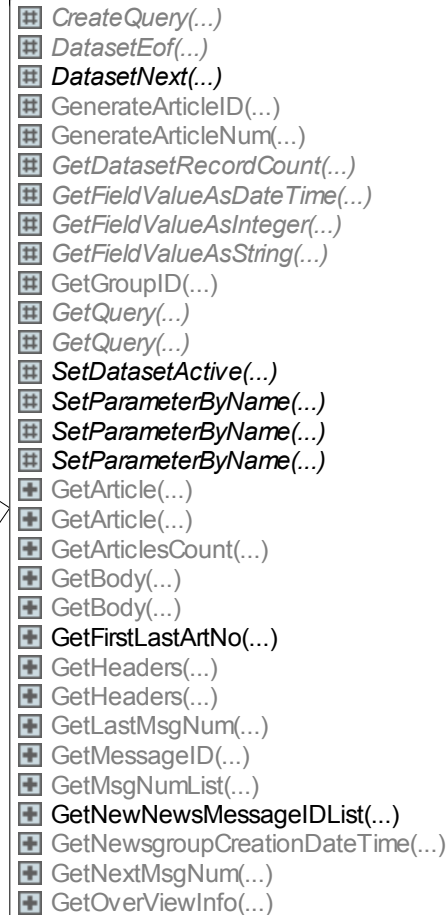 CreateQuery(...)
DatasetEof(...)
DatasetNext(...)
GenerateArticleID(...)
GenerateArticleNum(...)
GetDatasetRecordCount(...)
GetFieldValueAsDateTime(...)
GetFieldValueAsInteger(...)
GetFieldValueAsString(...)
GetGroupID(...)
GetQuery(...)
GetQuery(...)
SetDatasetActive(...)
SetParameterByName(...)
SetParameterByName(...)
SetParameterByName(...)
GetArticle(...)
GetArticle(...)
GetArticlesCount(...)
GetBody(...)
GetBody(...)
GetFirstLastArtNo(...)
GetHeaders(...)
GetHeaders(...)
GetLastMsgNum(...)
GetMessageID(...)
GetMsgNumList(...)
GetNewNewsMessageIDList(...)
GetNewsgroupCreationDateTime(...)
GetNextMsgNum(...)
GetOverViewInfo(...)